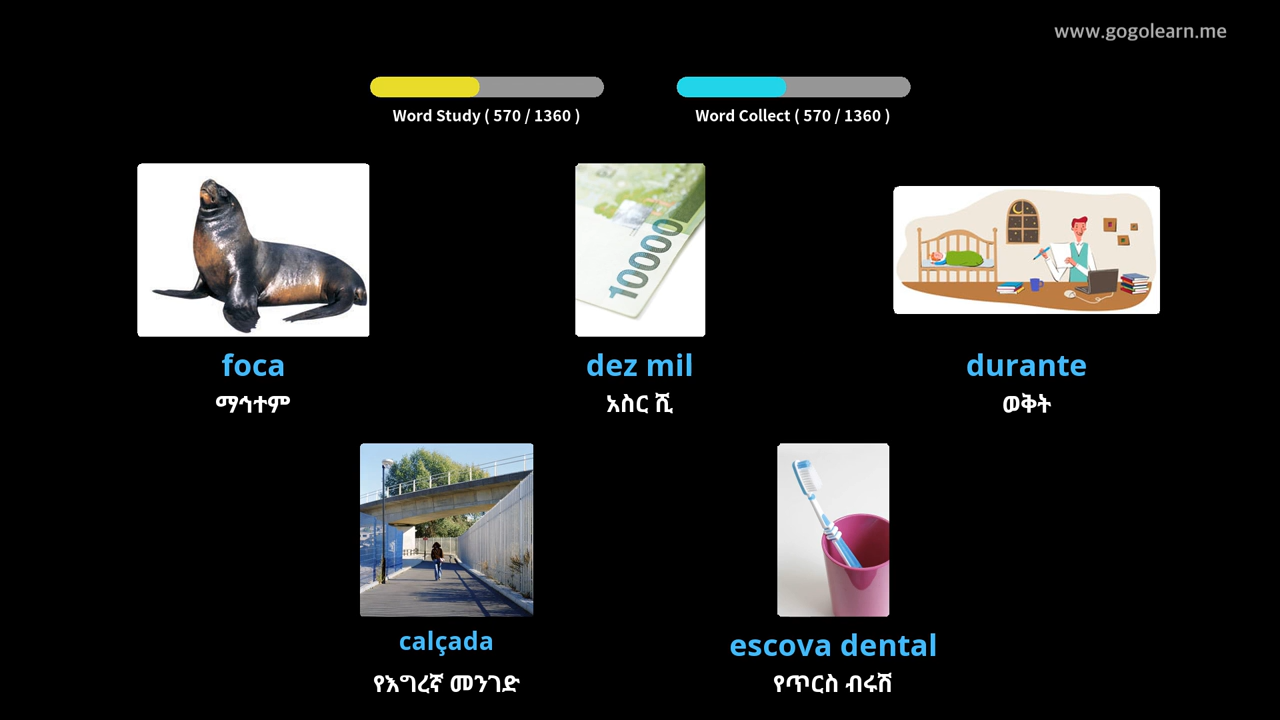 www.gogolearn.me
Word Study ( 570 / 1360 )
Word Collect ( 570 / 1360 )
10000
foca
ማኅተም
dez mil
አስር ሺ
durante
ወቅት
calçada
የእግረኛ መንገድ
escova dental
የጥርስ ብሩሽ